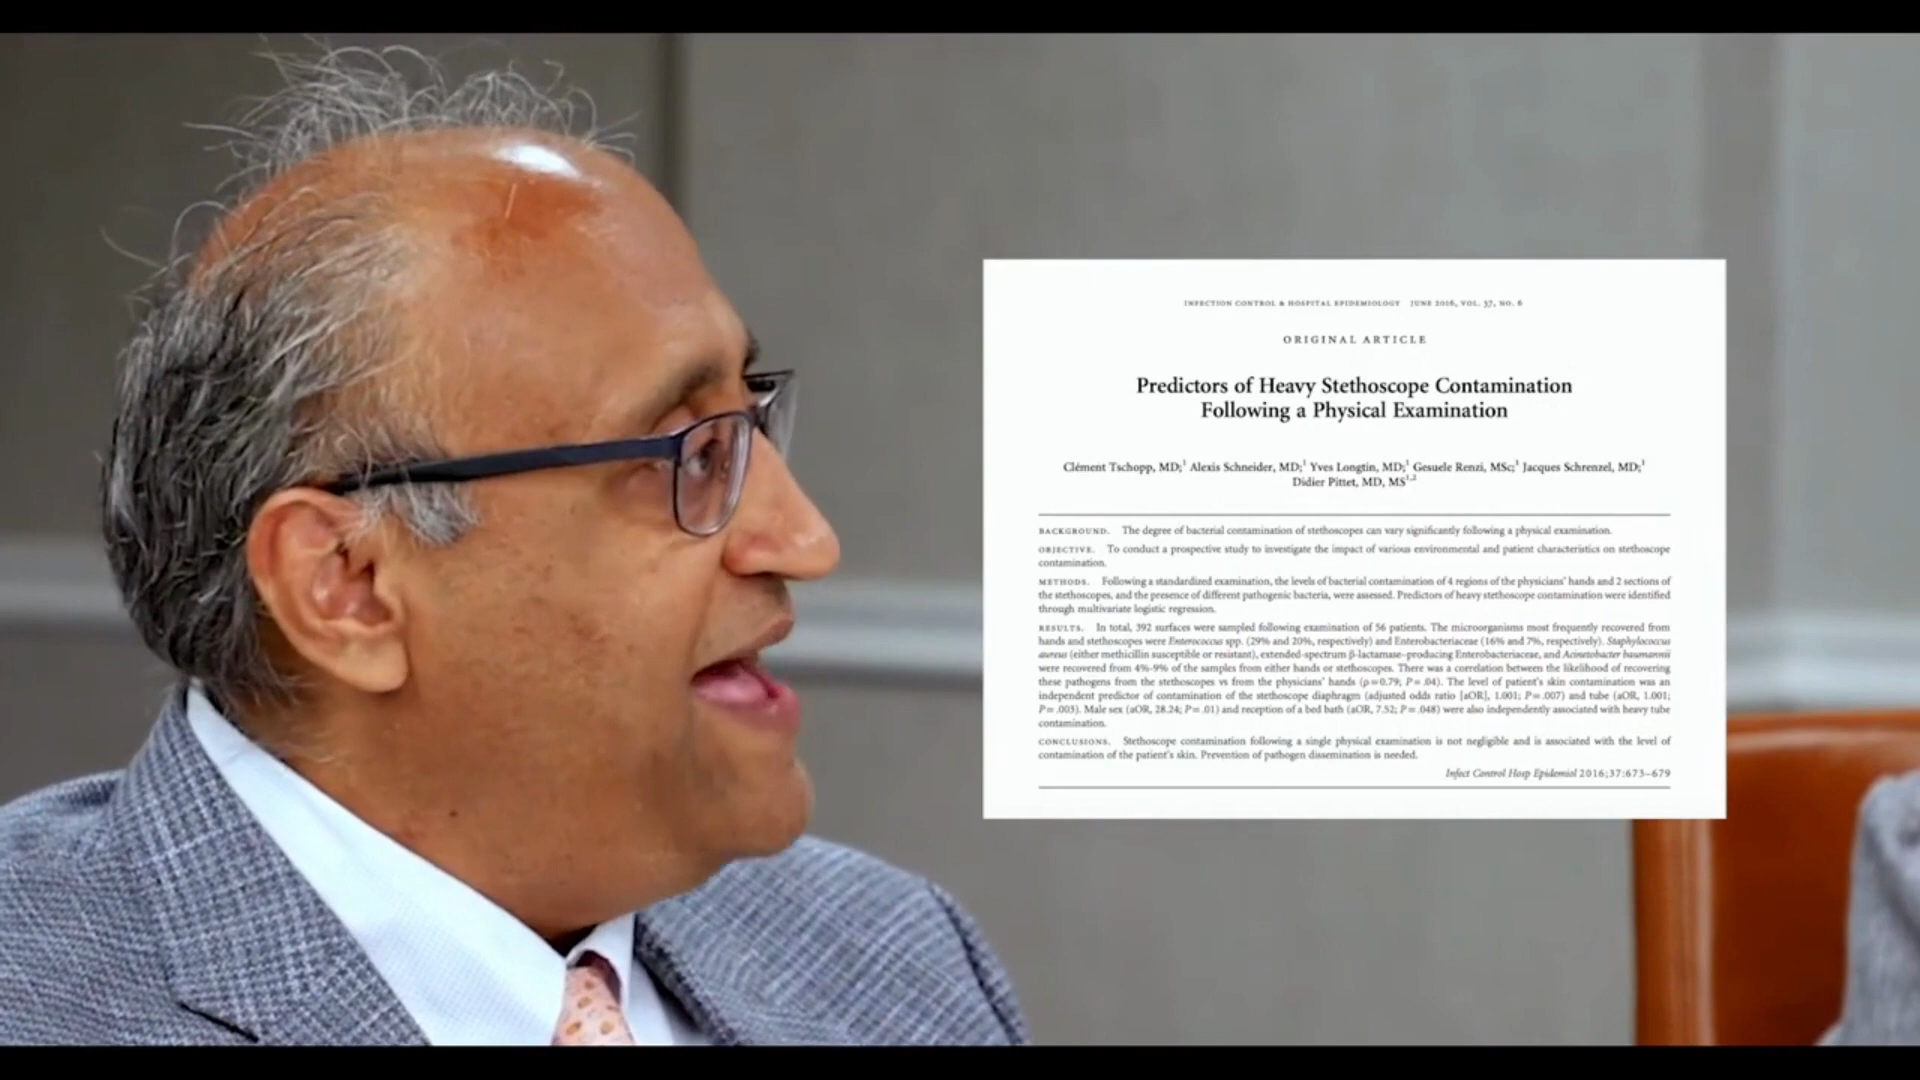 INFECTION CONTROL & HOSPITAL EPIDEMIOLOGY JUNE 2016, VOL. 37, NO. 6
ORIGINAL ARTICLE
Predictors of Heavy Stethoscope Contamination
Following a Physical Examination
Clément Tschopp, MD;1 Alexis Schneider, MD;1 Yves Longtin, MD;1 Gesuele Renzi, MSc;1 Jacques Schrenzel, MD;1
Didier Pittet, MD, MS1,2
BACKGROUND. The degree of bacterial contamination of stethoscopes can vary significantly following a physical examination.
OBJECTIVE. To conduct a prospective study to investigate the impact of various environmental and patient characteristics on stethoscope
contamination.
METHODS. Following a standardized examination, the levels of bacterial contamination of 4 regions of the physicians' hands and 2 sections of
the stethoscopes, and the presence of different pathogenic bacteria, were assessed. Predictors of heavy stethoscope contamination were identified
through multivariate logistic regression.
RESULTS. In total, 392 surfaces were sampled following examination of 56 patients. The microorganisms most frequently recovered from
hands and stethoscopes were Enterococcus spp. (29% and 20%, respectively) and Enterobacteriaceae (16% and 7%, respectively). Staphylococcus
aureus (either methicillin susceptible or resistant), extended-spectrum β-lactamase–producing Enterobacteriaceae, and Acinetobacter baumannii
were recovered from 4%-9% of the samples from either hands or stethoscopes. There was a correlation between the likelihood of recovering
these pathogens from the stethoscopes vs from the physicians' hands (ρ=0.79; P=.04). The level of patient's skin contamination was an
independent predictor of contamination of the stethoscope diaphragm (adjusted odds ratio [aOR], 1.001; P=.007) and tube (aOR, 1.001;
P=.003). Male sex (aOR, 28.24; P=.01) and reception of a bed bath (aOR, 7.52; P=.048) were also independently associated with heavy tube
contamination.
CONCLUSIONS. Stethoscope contamination following a single physical examination is not negligible and is associated with the level of
contamination of the patient's skin. Prevention of pathogen dissemination is needed.
Infect Control Hosp Epidemiol 2016;37:673–679